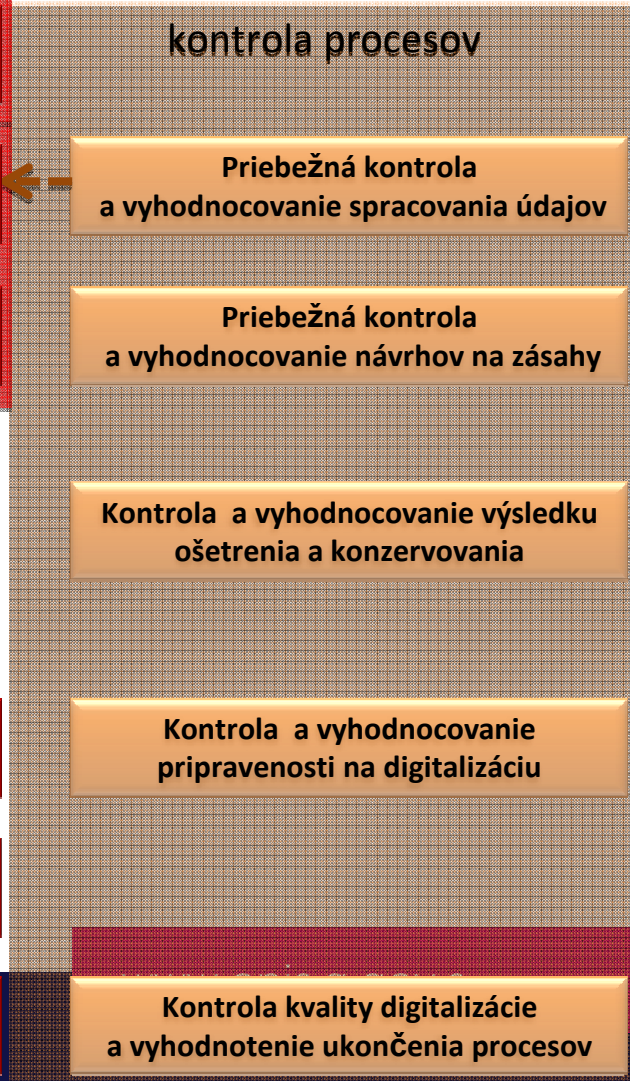 kontrola procesov
Priebežná kontrola
a vyhodnocovanie spracovania údajov
Priebežná kontrola
a vyhodnocovanie návrhov na zásahy
Kontrola a vyhodnocovanie výsledku
ošetrenia a konzervovania
Kontrola a vyhodnocovanie
pripravenosti na digitalizáciu
Kontrola kvality digitalizácie
a vyhodnotenie ukončenia procesov